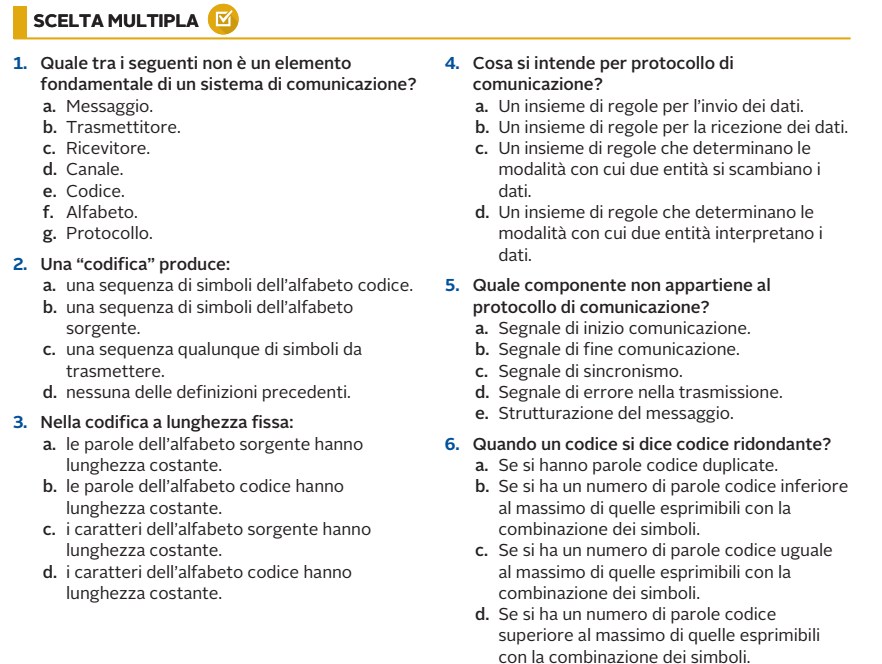 SCELTA MULTIPLA
1. Quale tra i seguenti non è un elemento
fondamentale di un sistema di comunicazione?
a. Messaggio.
b. Trasmettitore.
c. Ricevitore.
d. Canale.
e. Codice.
f. Alfabeto.
g. Protocollo.
2. Una “codifica” produce:
a. una sequenza di simboli dell’alfabeto codice.
b. una sequenza di simboli dell’alfabeto
sorgente.
c. una sequenza qualunque di simboli da
trasmettere.
d. nessuna delle definizioni precedenti.
3. Nella codifica a lunghezza fissa:
a. le parole dell’alfabeto sorgente hanno
lunghezza costante.
b. le parole dell’alfabeto codice hanno
lunghezza costante.
c. i caratteri dell’alfabeto sorgente hanno
lunghezza costante.
d. i caratteri dell’alfabeto codice hanno
lunghezza costante.
4. Cosa si intende per protocollo di
comunicazione?
a. Un insieme di regole per l’invio dei dati.
b. Un insieme di regole per la ricezione dei dati.
c. Un insieme di regole che determinano le
modalità con cui due entità si scambiano i
dati.
d. Un insieme di regole che determinano le
modalità con cui due entità interpretano i
dati.
5. Quale componente non appartiene al
protocollo di comunicazione?
a. Segnale di inizio comunicazione.
b. Segnale di fine comunicazione.
c. Segnale di sincronismo.
d. Segnale di errore nella trasmissione.
e. Strutturazione del messaggio.
6. Quando un codice si dice codice ridondante?
a. Se si hanno parole codice duplicate.
b. Se si ha un numero di parole codice inferiore
al massimo di quelle esprimibili con la
combinazione dei simboli.
c. Se si ha un numero di parole codice uguale
al massimo di quelle esprimibili con la
combinazione dei simboli.
d. Se si ha un numero di parole codice
superiore al massimo di quelle esprimibili
con la combinazione dei simboli.